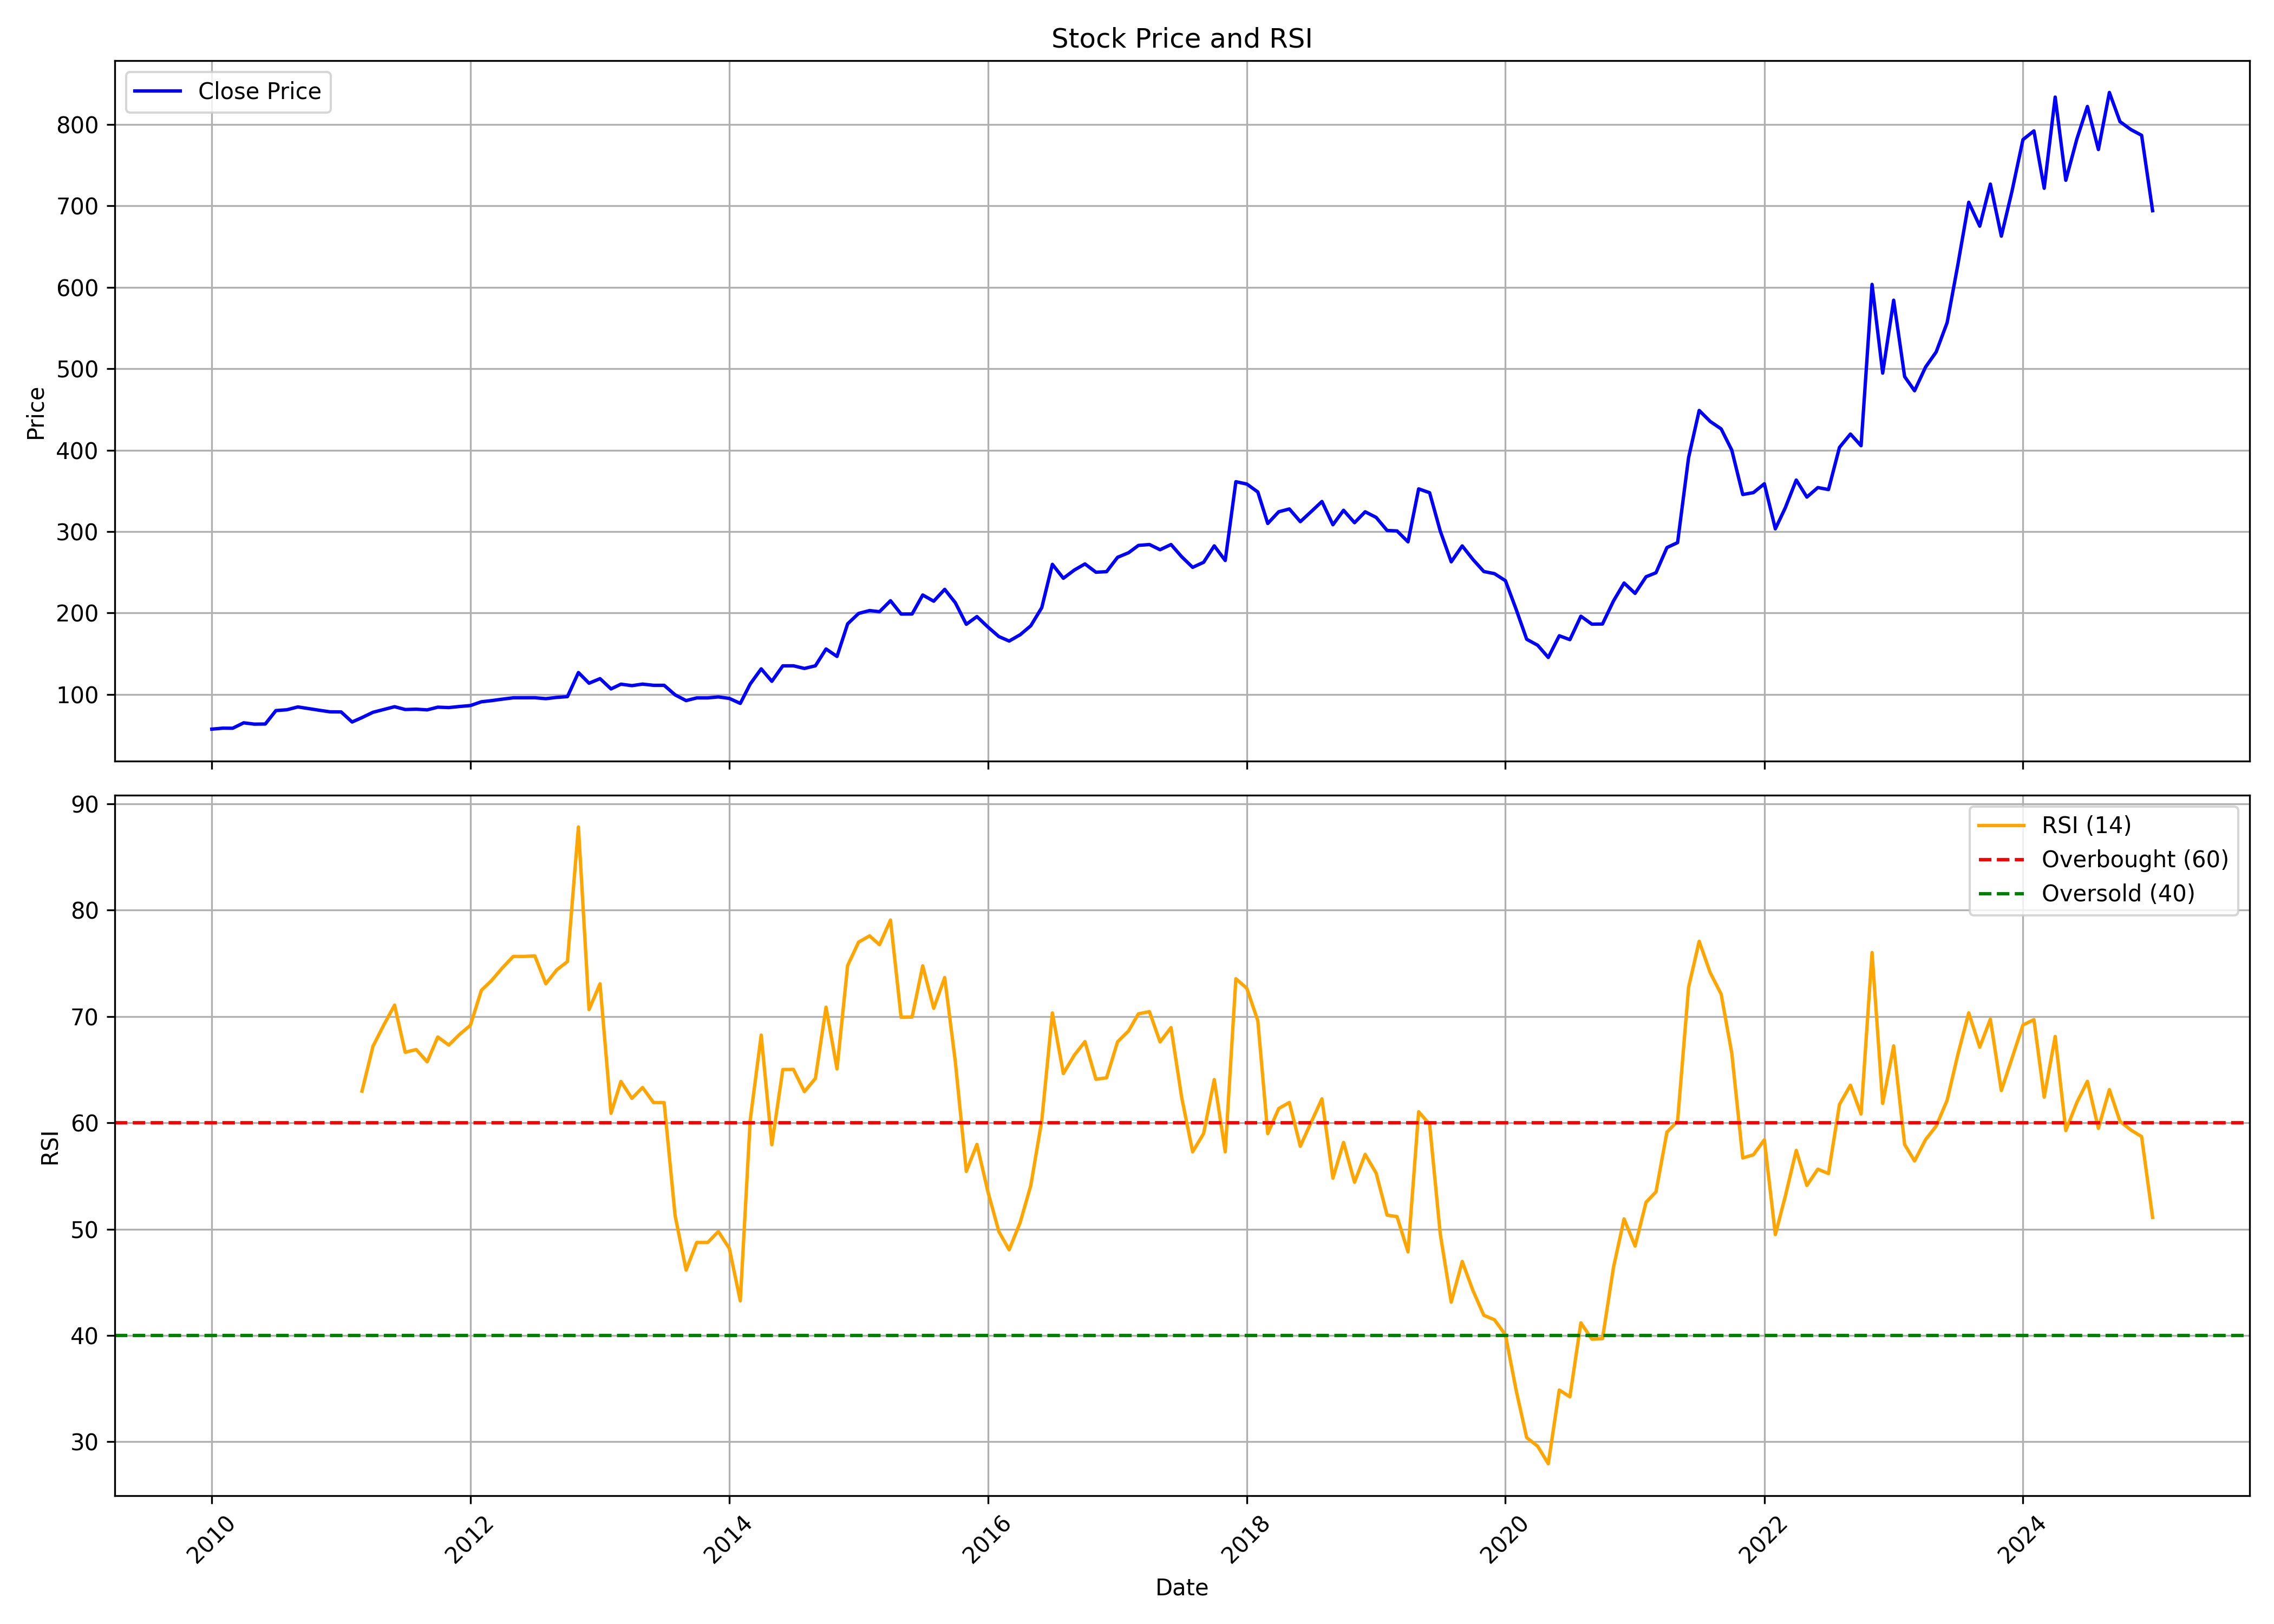 Stock Price and RSI
Close Price
Price
800
700
600
500
400
300
200
100
RSI (14)
Overbought (60)
Oversold (40)
RSI
90
80
70
60
50
40
30
2010
2012
2014
2016
2018
2020
2022
2024
Date